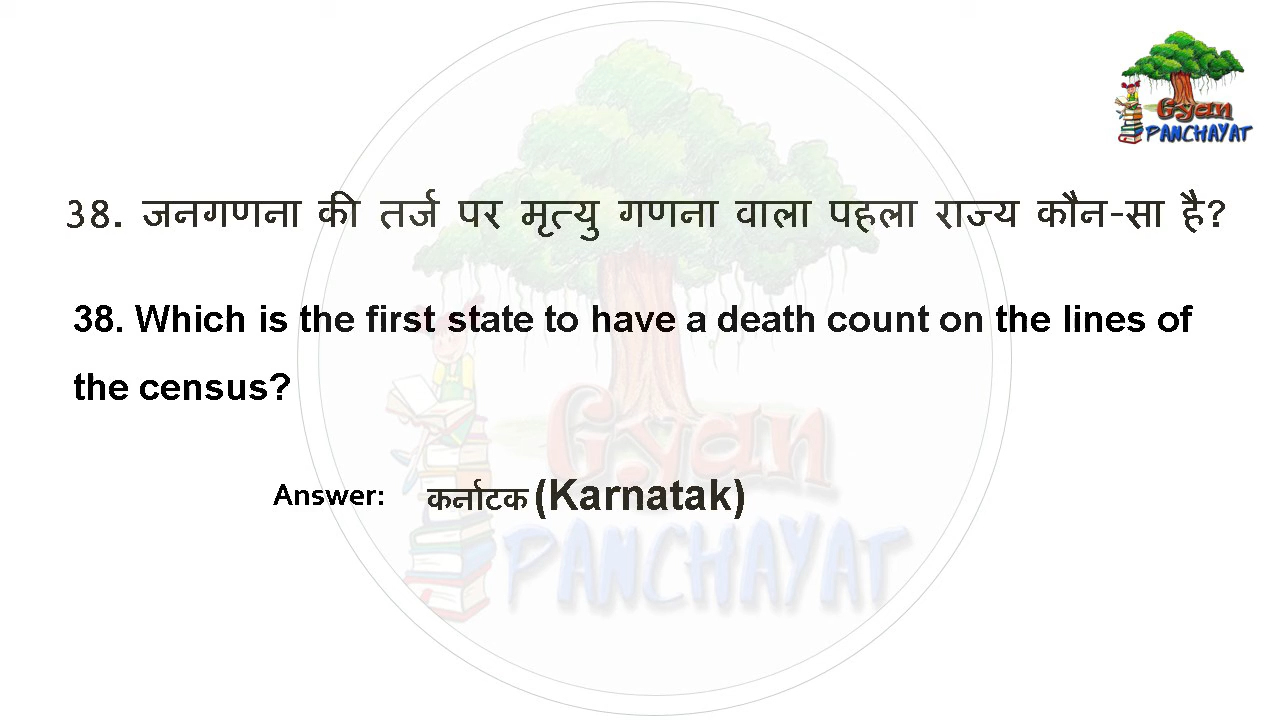 Gyan
PANCHAYAT
38. जनगणना की तर्ज पर मृत्यु गणना वाला पहला राज्य कौन-सा है?
38. Which is the first state to have a death count on the lines of
the census?
Answer: कर्नाटक (Karnatak)
Gyan
PANCHAYAT